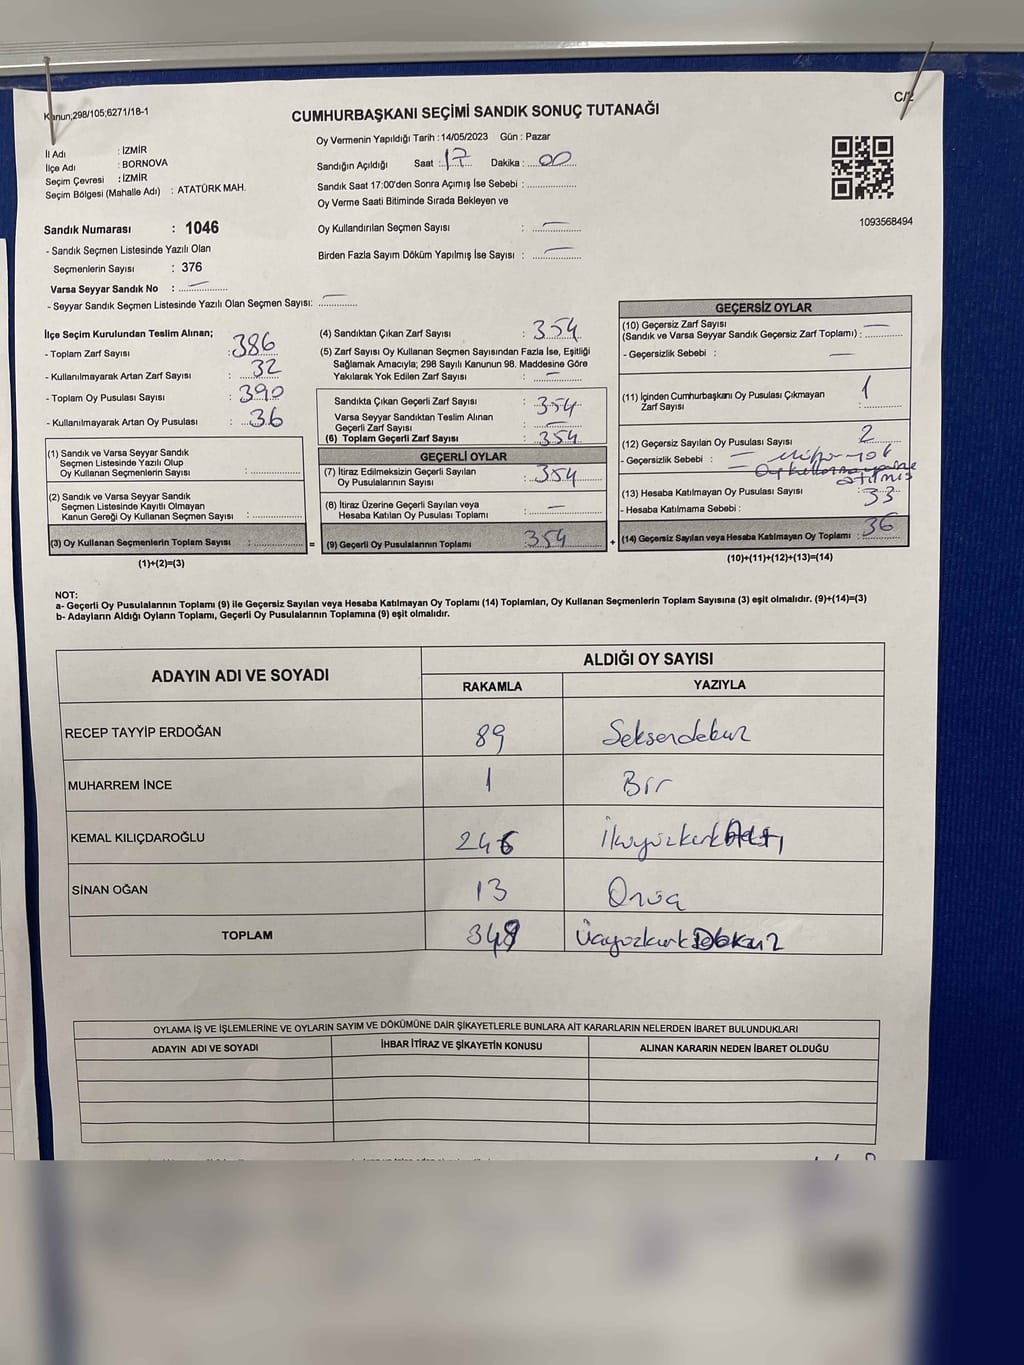 Kanun;298/105;6271/18-1
C/2
CUMHURBAŞKANI SEÇİMİ SANDIK SONUÇ TUTANAĞI
Oy Vermenin Yapıldığı Tarih : 14/05/2023 Gün : Pazar
İl Adı : İZMİR
İlçe Adı : BORNOVA
Seçim Çevresi : İZMİR
Seçim Bölgesi (Mahalle Adı) : ATATÜRK MAH.
Sandığın Açıldığı Saat : 17 Dakika : 00
Sandık Saat 17:00'den Sonra Açımış İse Sebebi :
Oy Verme Saati Bitiminde Sırada Bekleyen ve
Oy Kullandırılan Seçmen Sayısı : —
Birden Fazla Sayım Döküm Yapılmış İse Sayısı : —
1093568494
Sandık Numarası : 1046
- Sandık Seçmen Listesinde Yazılı Olan
Seçmenlerin Sayısı : 376
Varsa Seyyar Sandık No : —
- Seyyar Sandık Seçmen Listesinde Yazılı Olan Seçmen Sayısı: —
İlçe Seçim Kurulundan Teslim Alınan;
- Toplam Zarf Sayısı : 386
- Kullanılmayarak Artan Zarf Sayısı : 32
- Toplam Oy Pusulası Sayısı : 390
- Kullanılmayarak Artan Oy Pusulası : 36
(1) Sandık ve Varsa Seyyar Sandık
Seçmen Listesinde Yazılı Olup
Oy Kullanan Seçmenlerin Sayısı :
(2) Sandık ve Varsa Seyyar Sandık
Seçmen Listesinde Kayıtlı Olmayan
Kanun Gereği Oy Kullanan Seçmen Sayısı :
(3) Oy Kullanan Seçmenlerin Toplam Sayısı : =
(1)+(2)=(3)
(4) Sandıktan Çıkan Zarf Sayısı : 354
(5) Zarf Sayısı Oy Kullanan Seçmen Sayısından Fazla İse, Eşitliği
Sağlamak Amacıyla; 298 Sayılı Kanunun 98. Maddesine Göre
Yakılarak Yok Edilen Zarf Sayısı : —
Sandıkta Çıkan Geçerli Zarf Sayısı : 354
Varsa Seyyar Sandıktan Teslim Alınan
Geçerli Zarf Sayısı : —
(6) Toplam Geçerli Zarf Sayısı : 354
GEÇERLİ OYLAR
(7) İtiraz Edilmeksizin Geçerli Sayılan
Oy Pusulalarının Sayısı : 354
(8) İtiraz Üzerine Geçerli Sayılan veya
Hesaba Katılan Oy Pusulası Toplamı : —
(9) Geçerli Oy Pusulalarının Toplamı : 354 +
GEÇERSİZ OYLAR
(10) Geçersiz Zarf Sayısı —
(Sandık ve Varsa Seyyar Sandık Geçersiz Zarf Toplamı) :
- Geçersizlik Sebebi : —
(11) İçinden Cumhurbaşkanı Oy Pusulası Çıkmayan 1
Zarf Sayısı :
(12) Geçersiz Sayılan Oy Pusulası Sayısı : 2
- Geçersizlik Sebebi : = Mühür yok
atılmış
(13) Hesaba Katılmayan Oy Pusulası Sayısı : 33
- Hesaba Katılmama Sebebi :
(14) Geçersiz Sayılan veya Hesaba Katılmayan Oy Toplamı : 36
(10)+(11)+(12)+(13)=(14)
NOT:
a- Geçerli Oy Pusulalarının Toplamı (9) ile Geçersiz Sayılan veya Hesaba Katılmayan Oy Toplamı (14) Toplamları, Oy Kullanan Seçmenlerin Toplam Sayısına (3) eşit olmalıdır. (9)+(14)=(3)
b- Adayların Aldığı Oyların Toplamı, Geçerli Oy Pusulalarının Toplamına (9) eşit olmalıdır.
ADAYIN ADI VE SOYADI ALDIĞI OY SAYISI
RAKAMLA YAZIYLA
RECEP TAYYİP ERDOĞAN 89 Seksendokuz
MUHARREM İNCE 1 Bir
KEMAL KILIÇDAROĞLU 246 İkiyüzkırkAltı
SİNAN OĞAN 13 Onüç
TOPLAM 349 ÜçyüzkırkDokuz
OYLAMA İŞ VE İŞLEMLERİNE VE OYLARIN SAYIM VE DÖKÜMÜNE DAİR ŞİKAYETLERLE BUNLARA AİT KARARLARIN NELERDEN İBARET BULUNDUKLARI
ADAYIN ADI VE SOYADI İHBAR İTİRAZ VE ŞİKAYETİN KONUSU ALINAN KARARIN NEDEN İBARET OLDUĞU